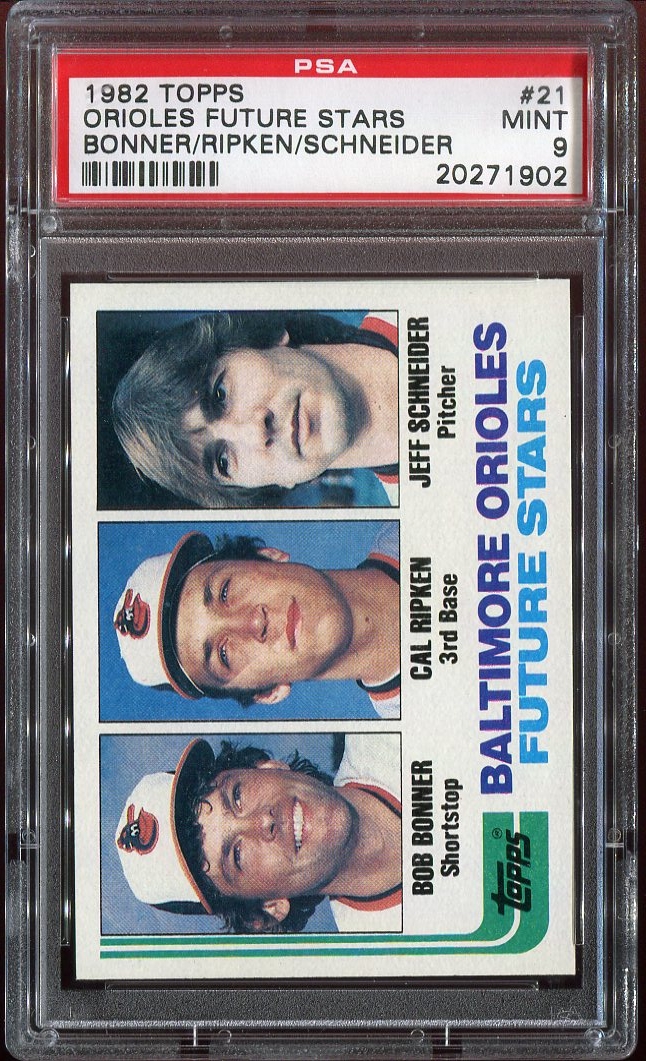 PSA
1982 TOPPS #21
ORIOLES FUTURE STARS MINT
BONNER/RIPKEN/SCHNEIDER 9
20271902
BOB BONNER
Shortstop
CAL RIPKEN
3rd Base
JEFF SCHNEIDER
Pitcher
topps®
BALTIMORE ORIOLES
FUTURE STARS